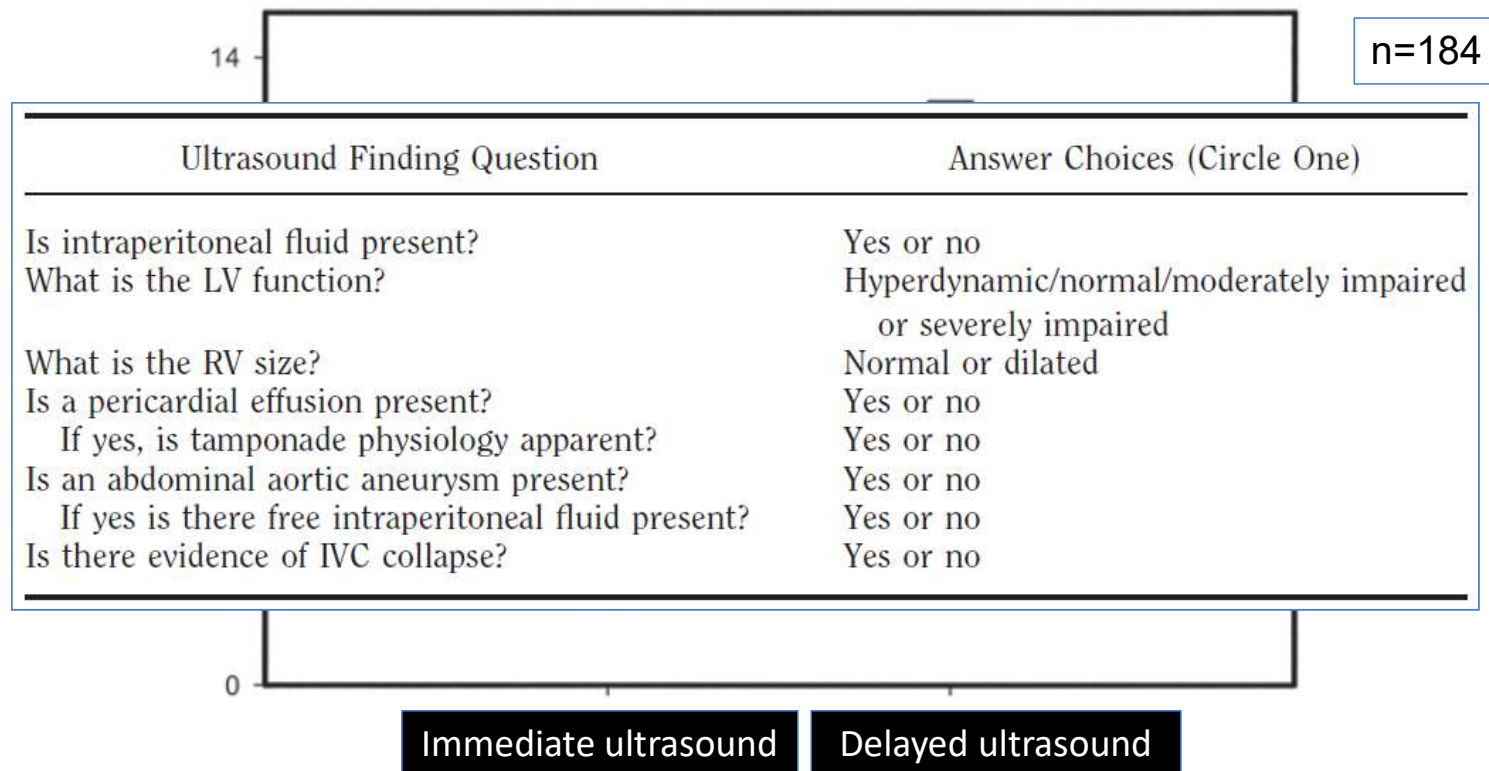 14
n=184
Ultrasound Finding Question Answer Choices (Circle One)
Is intraperitoneal fluid present? Yes or no
What is the LV function? Hyperdynamic/normal/moderately impaired
or severely impaired
What is the RV size? Normal or dilated
Is a pericardial effusion present? Yes or no
If yes, is tamponade physiology apparent? Yes or no
Is an abdominal aortic aneurysm present? Yes or no
If yes is there free intraperitoneal fluid present? Yes or no
Is there evidence of IVC collapse? Yes or no
0
Immediate ultrasound Delayed ultrasound